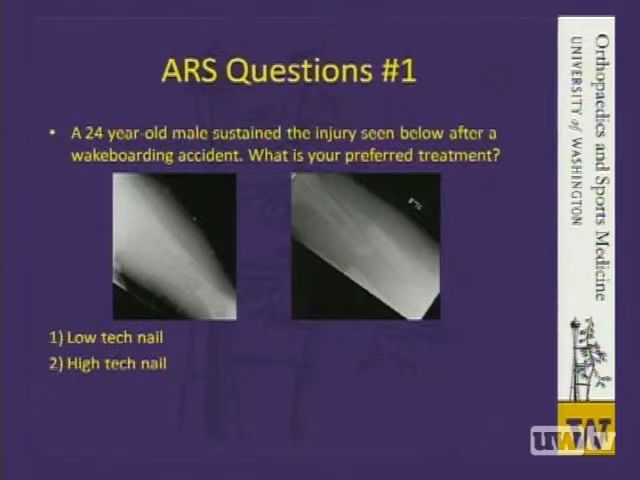 ARS Questions #1
• A 24 year-old male sustained the injury seen below after a
wakeboarding accident. What is your preferred treatment?
1) Low tech nail
2) High tech nail
Orthopaedics and Sports Medicine
UNIVERSITY of WASHINGTON
W
uwtv